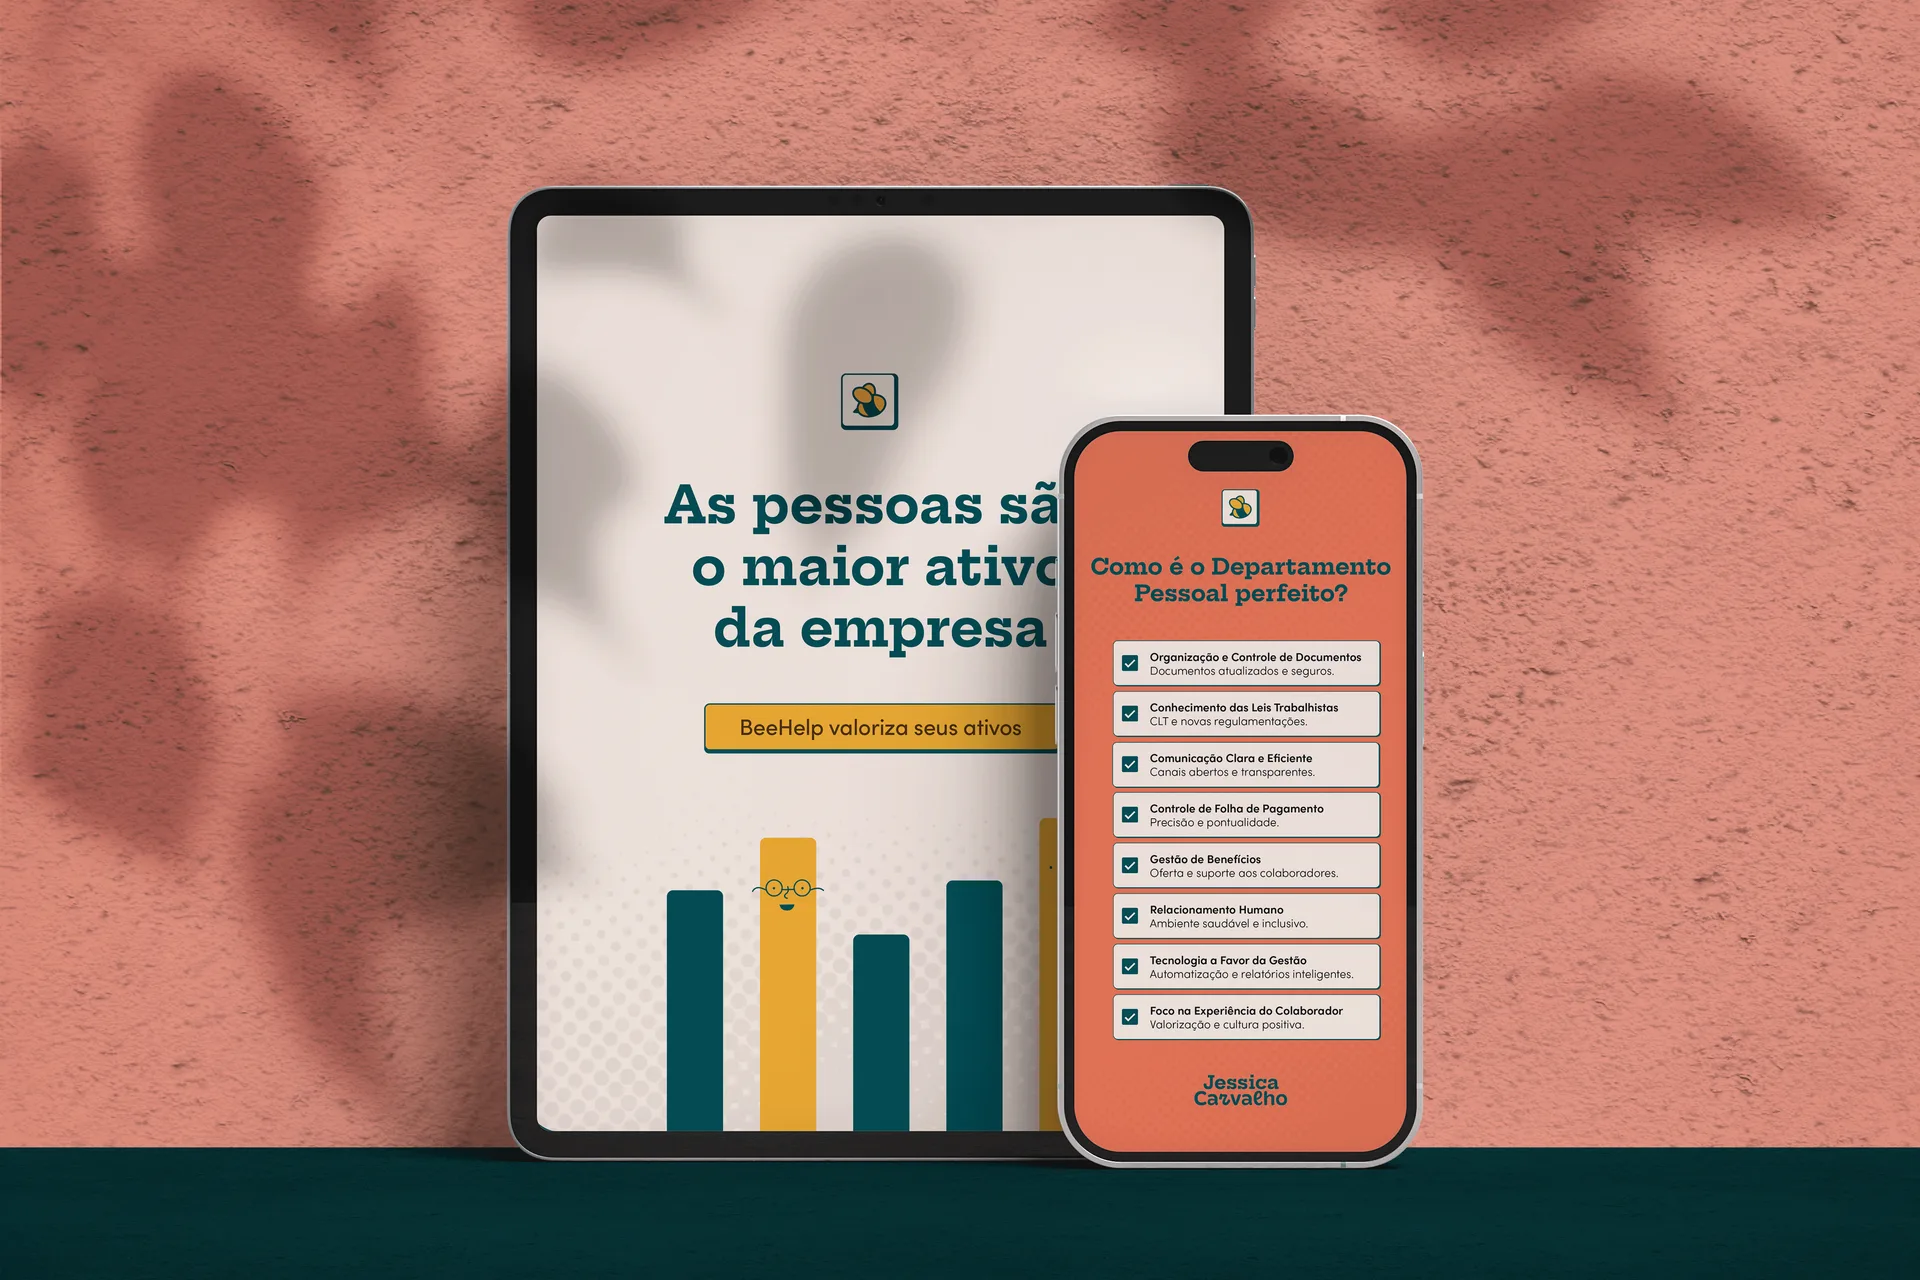 As pessoas sã
o maior ativo
da empresa
BeeHelp valoriza seus ativos
Como é o Departamento
Pessoal perfeito?
Organização e Controle de Documentos
Documentos atualizados e seguros.
Conhecimento das Leis Trabalhistas
CLT e novas regulamentações.
Comunicação Clara e Eficiente
Canais abertos e transparentes.
Controle de Folha de Pagamento
Precisão e pontualidade.
Gestão de Benefícios
Oferta e suporte aos colaboradores.
Relacionamento Humano
Ambiente saudável e inclusivo.
Tecnologia a Favor da Gestão
Automatização e relatórios inteligentes.
Foco na Experiência do Colaborador
Valorização e cultura positiva.
Jessica
Carvalho